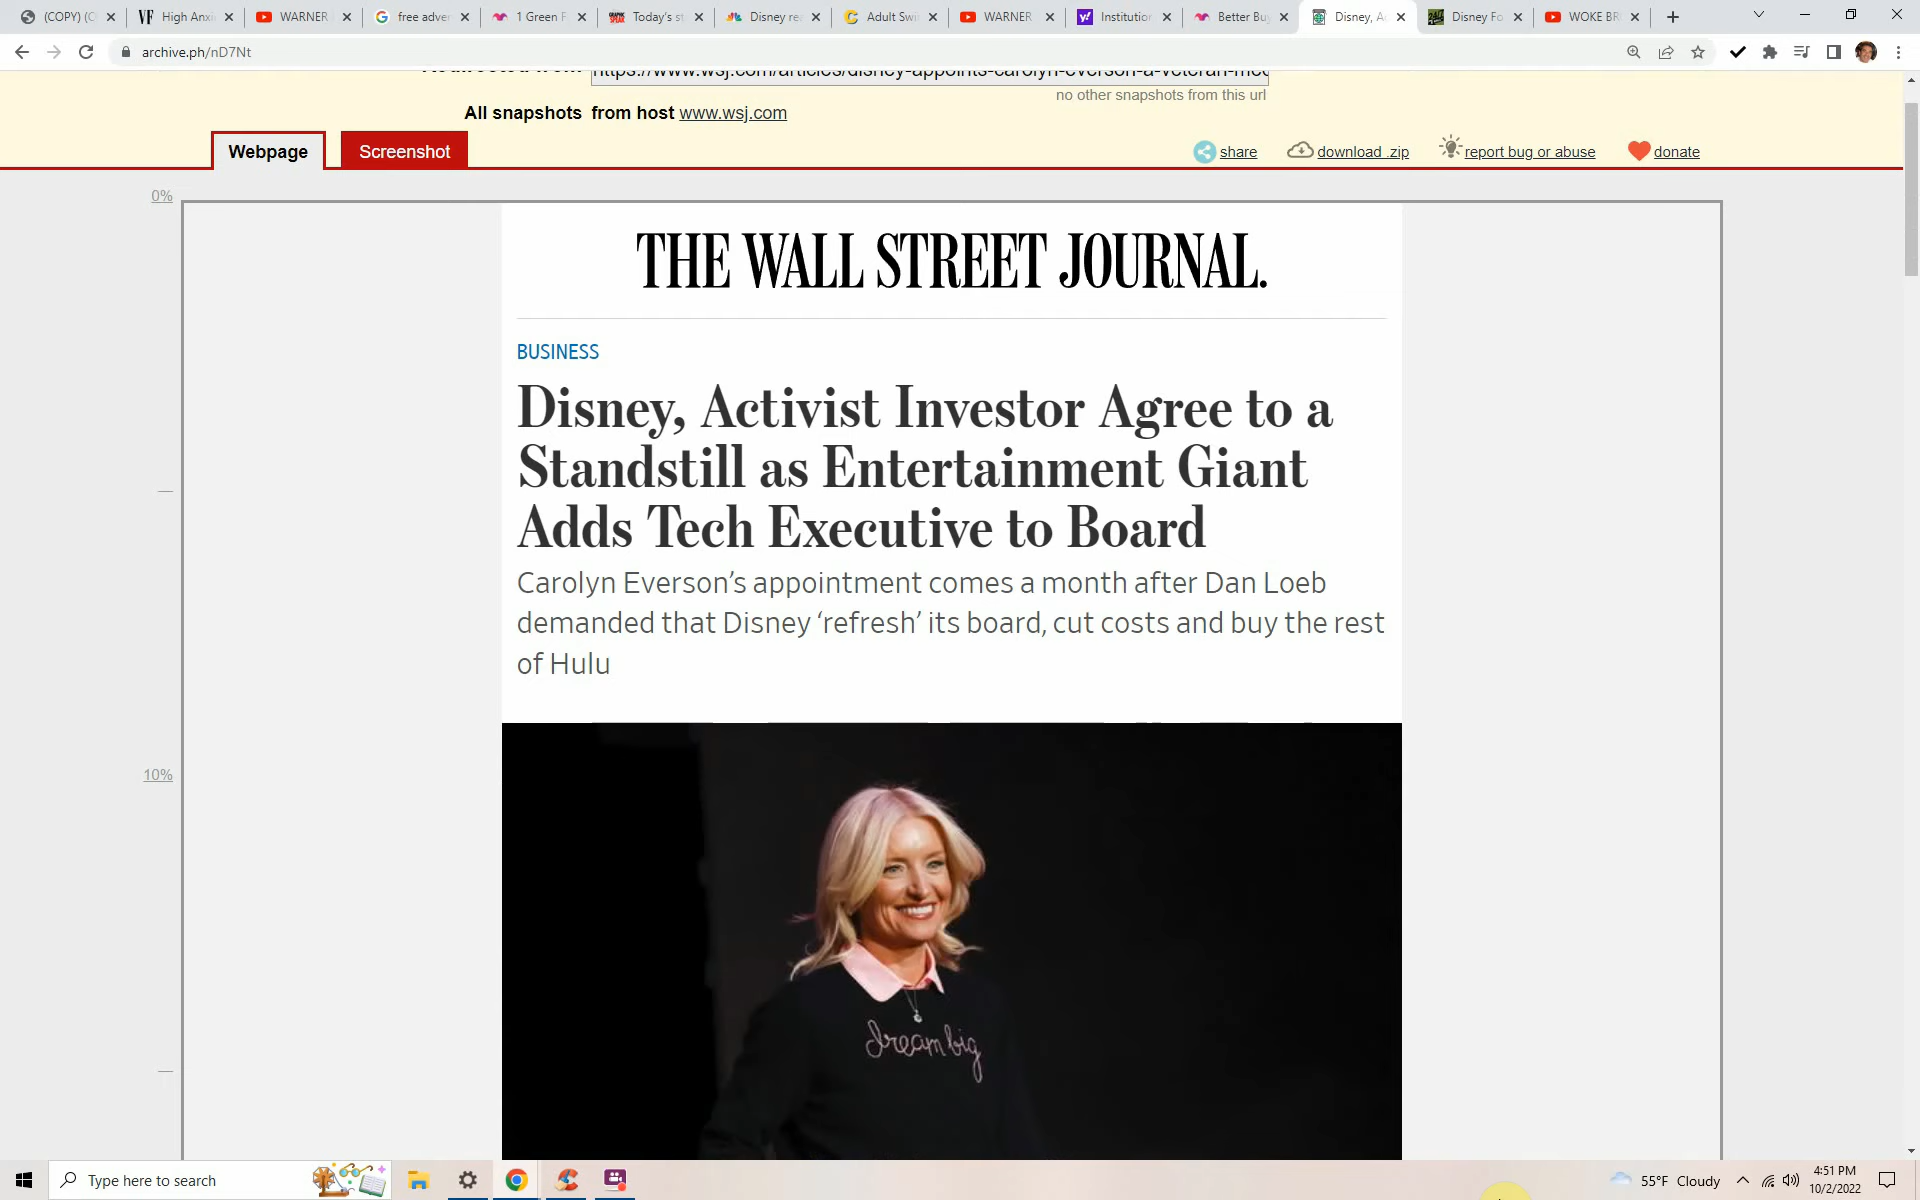 (COPY) (C
High Anxi
WARNER
free adver
1 Green F
Today's st
Disney re
Adult Swi
WARNER
Institution
Better Bu
Disney, A
Disney Fo
WOKE BR
archive.ph/nD7Nt
https://www.wsj.com/articles/disney-appoints-carolyn-everson-a-veteran-med
no other snapshots from this url
All snapshots from host www.wsj.com
Webpage
Screenshot
share
download .zip
report bug or abuse
donate
0%
THE WALL STREET JOURNAL.
BUSINESS
Disney, Activist Investor Agree to a
Standstill as Entertainment Giant
Adds Tech Executive to Board
Carolyn Everson’s appointment comes a month after Dan Loeb
demanded that Disney ‘refresh’ its board, cut costs and buy the rest
of Hulu
10%
dream big
Type here to search
55°F Cloudy
4:51 PM
10/2/2022